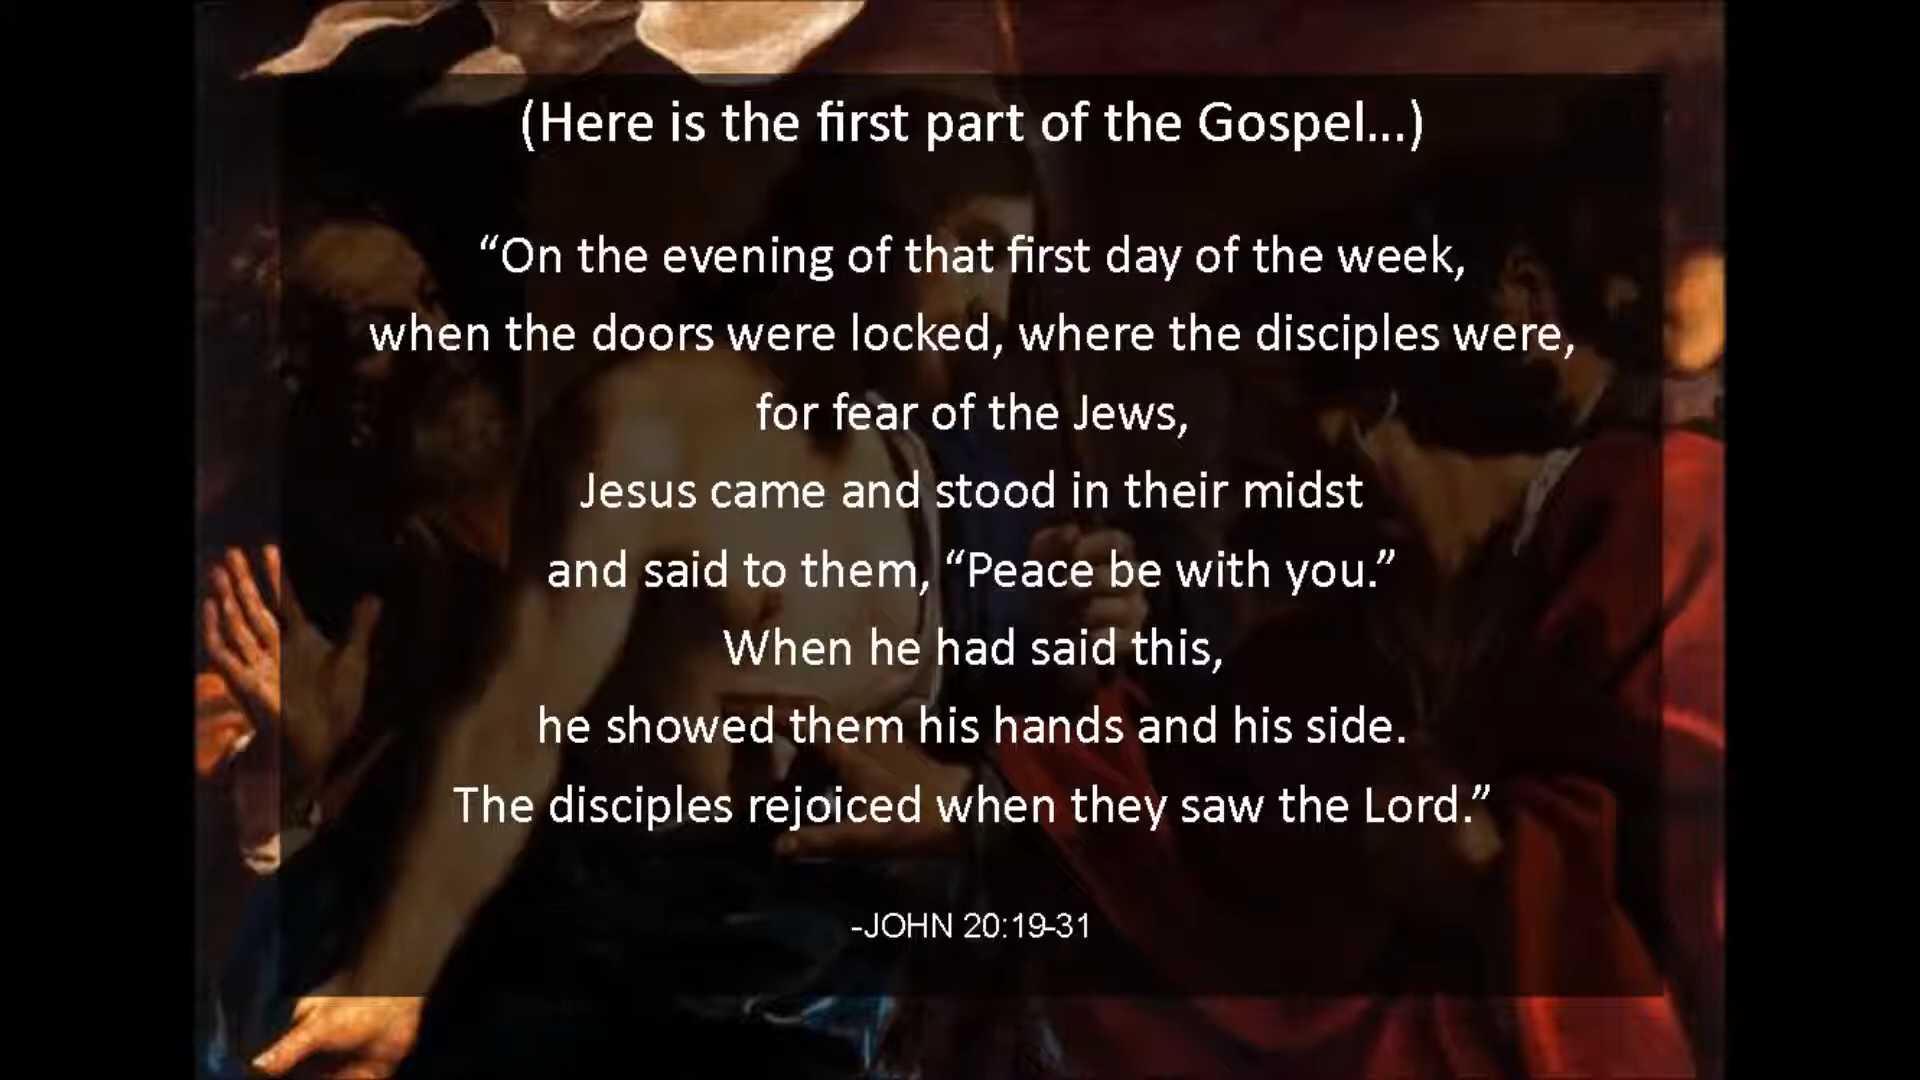 (Here is the first part of the Gospel...)
“On the evening of that first day of the week,
when the doors were locked, where the disciples were,
for fear of the Jews,
Jesus came and stood in their midst
and said to them, “Peace be with you.”
When he had said this,
he showed them his hands and his side.
The disciples rejoiced when they saw the Lord.”
-JOHN 20:19-31